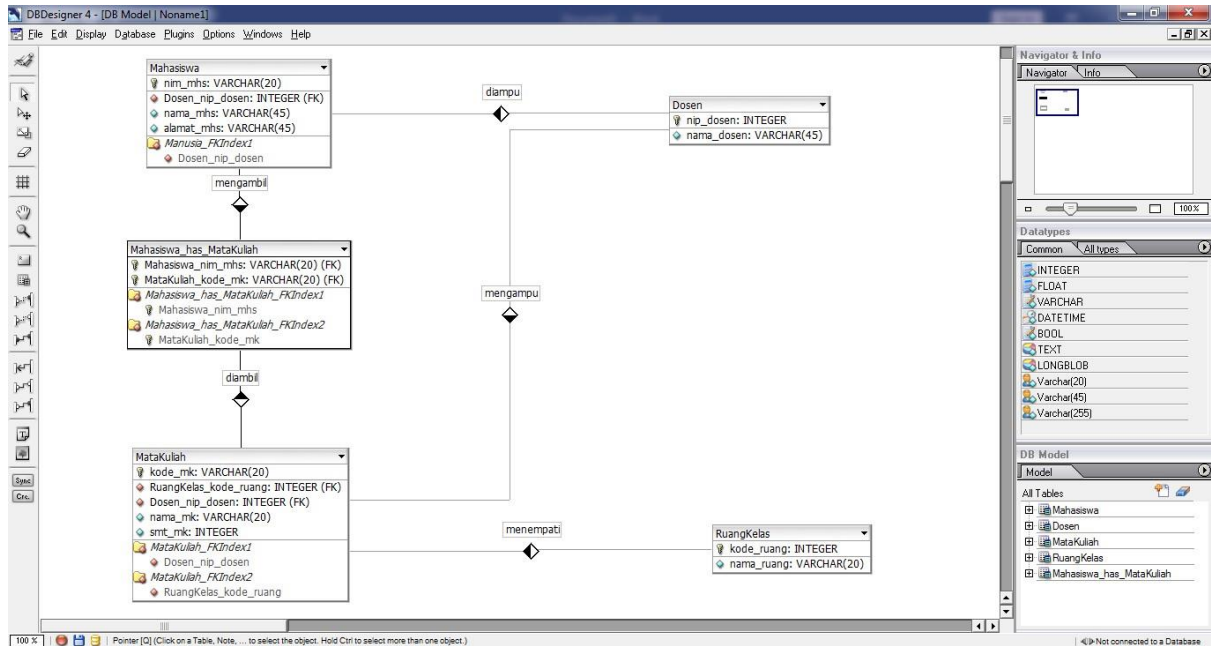 DBDesigner 4 - [DB Model | Noname1]
File Edit Display Database Plugins Options Windows Help
Mahasiswa
nim_mhs: VARCHAR(20)
Dosen_nip_dosen: INTEGER (FK)
nama_mhs: VARCHAR(45)
alamat_mhs: VARCHAR(45)
Manusia_FKIndex1
Dosen_nip_dosen
diampu
Dosen
nip_dosen: INTEGER
nama_dosen: VARCHAR(45)
mengambil
Mahasiswa_has_MataKuliah
Mahasiswa_nim_mhs: VARCHAR(20) (FK)
MataKuliah_kode_mk: VARCHAR(20) (FK)
Mahasiswa_has_MataKuliah_FKIndex1
Mahasiswa_nim_mhs
Mahasiswa_has_MataKuliah_FKIndex2
MataKuliah_kode_mk
mengampu
diambil
MataKuliah
kode_mk: VARCHAR(20)
RuangKelas_kode_ruang: INTEGER (FK)
Dosen_nip_dosen: INTEGER (FK)
nama_mk: VARCHAR(20)
smt_mk: INTEGER
MataKuliah_FKIndex1
Dosen_nip_dosen
MataKuliah_FKIndex2
RuangKelas_kode_ruang
menempati
RuangKelas
kode_ruang: INTEGER
nama_ruang: VARCHAR(20)
Navigator & Info
Navigator Info
100%
Datatypes
Common All types
INTEGER
FLOAT
VARCHAR
DATETIME
BOOL
TEXT
LONGBLOB
Varchar(20)
Varchar(45)
Varchar(255)
DB Model
Model
All Tables
Mahasiswa
Dosen
MataKuliah
RuangKelas
Mahasiswa_has_MataKuliah
Sync
100 %
Pointer [Q] (Click on a Table, Note, ... to select the object. Hold Ctrl to select more than one object.)
Not connected to a Database